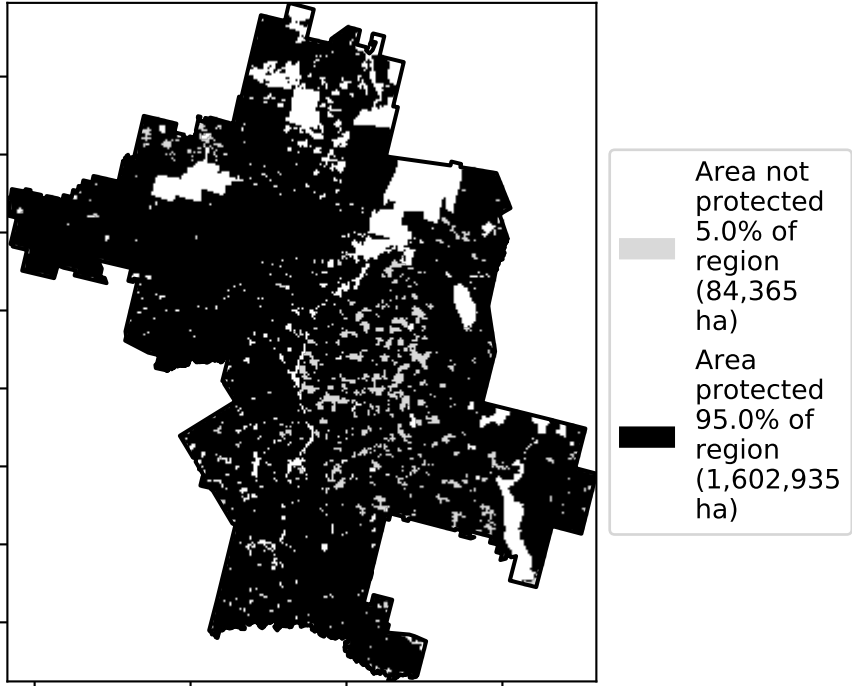 Area not
protected
5.0% of
region
(84,365
ha)
Area
protected
95.0% of
region
(1,602,935
ha)